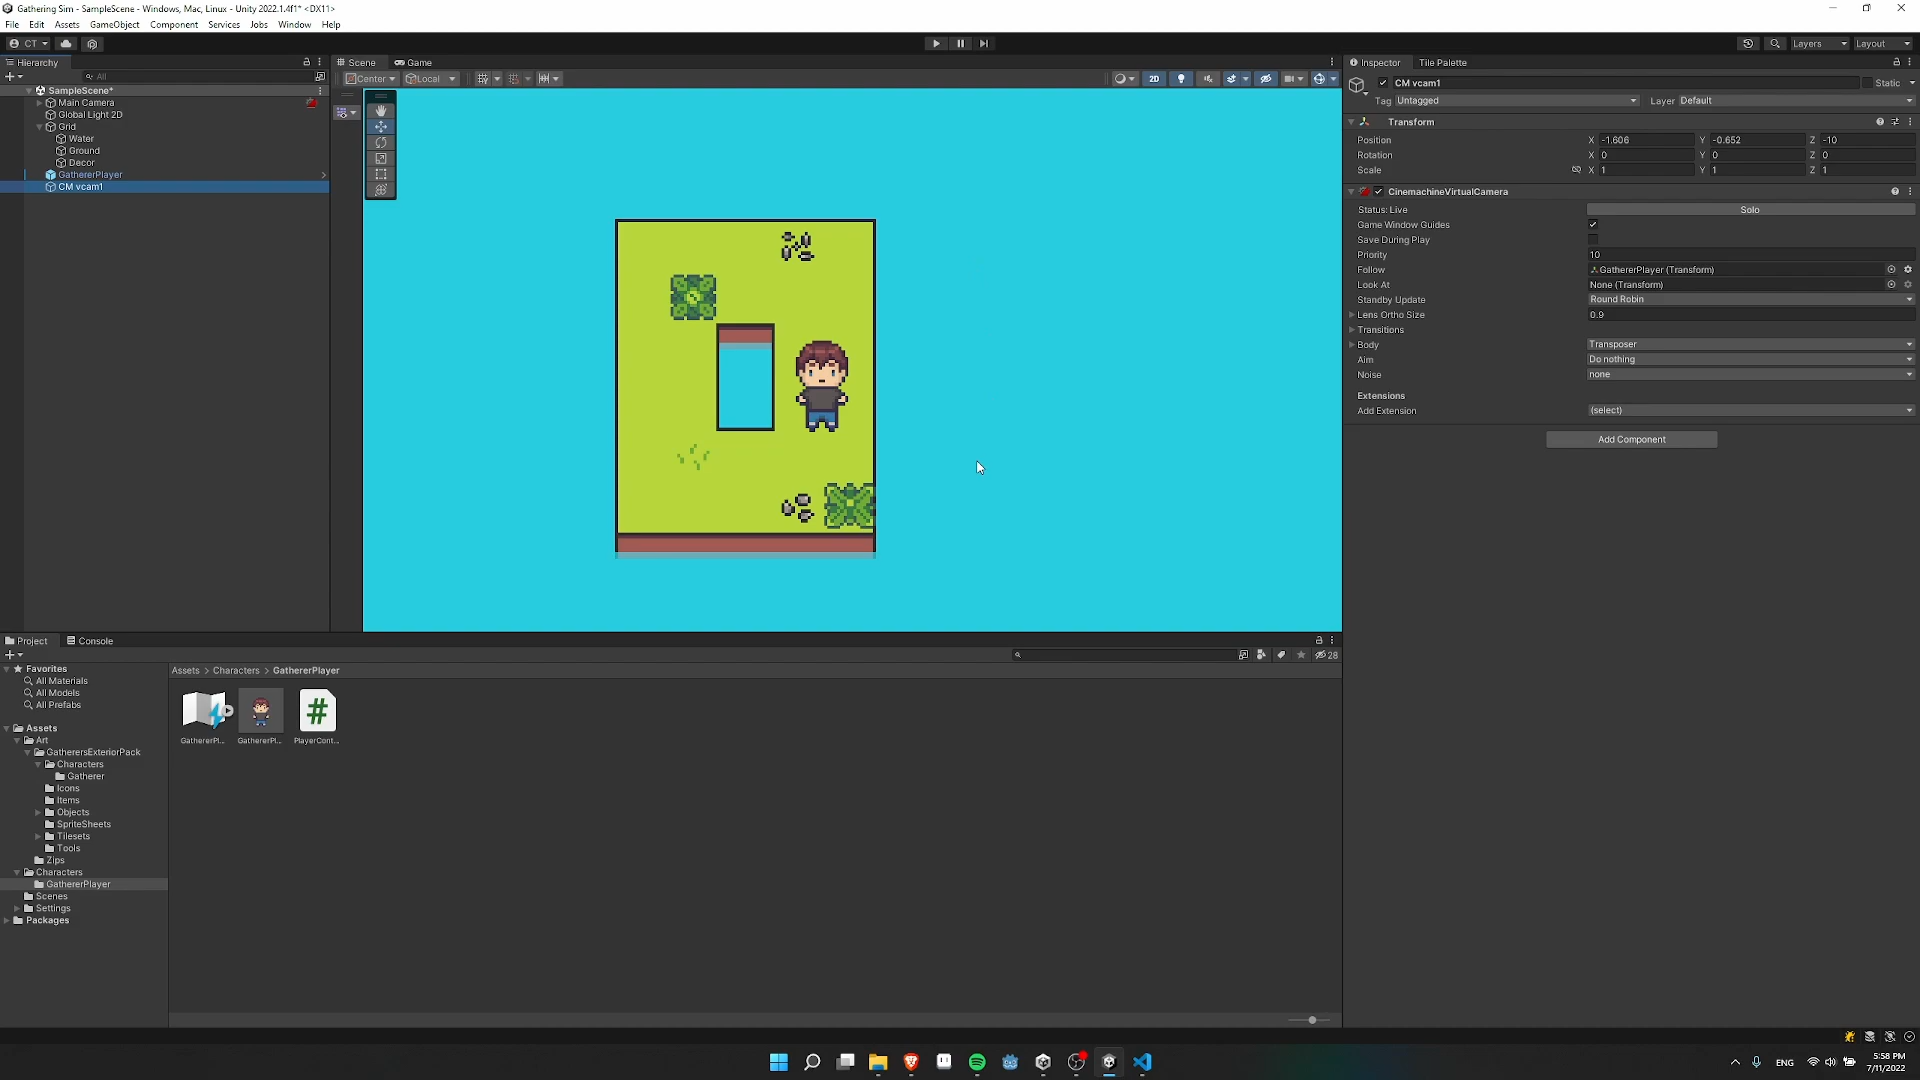 Gathering Sim - SampleScene - Windows, Mac, Linux - Unity 2022.1.4f1* <DX11>
File Edit Assets GameObject Component Services Jobs Window Help
CT Layers Layout
Hierarchy Scene Game Inspector Tile Palette
All Center Local 2D CM vcam1 Static
SampleScene* Tag Untagged Layer Default
Main Camera
Global Light 2D
Grid
Water
Ground
Decor
GathererPlayer
CM vcam1
Transform
Position X -1.606 Y -0.652 Z -10
Rotation X 0 Y 0 Z 0
Scale X 1 Y 1 Z 1
CinemachineVirtualCamera
Status: Live Solo
Game Window Guides
Save During Play
Priority 10
Follow GathererPlayer (Transform)
Look At None (Transform)
Standby Update Round Robin
Lens Ortho Size 0.9
Transitions
Body Transposer
Aim Do nothing
Noise none
Extensions
Add Extension (select)
Add Component
Project Console
28
Favorites
All Materials
All Models
All Prefabs
Assets
Art
GatherersExteriorPack
Characters
Gatherer
Icons
Items
Objects
SpriteSheets
Tilesets
Tools
Zips
Characters
GathererPlayer
Scenes
Settings
Packages
Assets > Characters > GathererPlayer
GathererPl... GathererPl... PlayerCont...
ENG 5:58 PM
7/11/2022